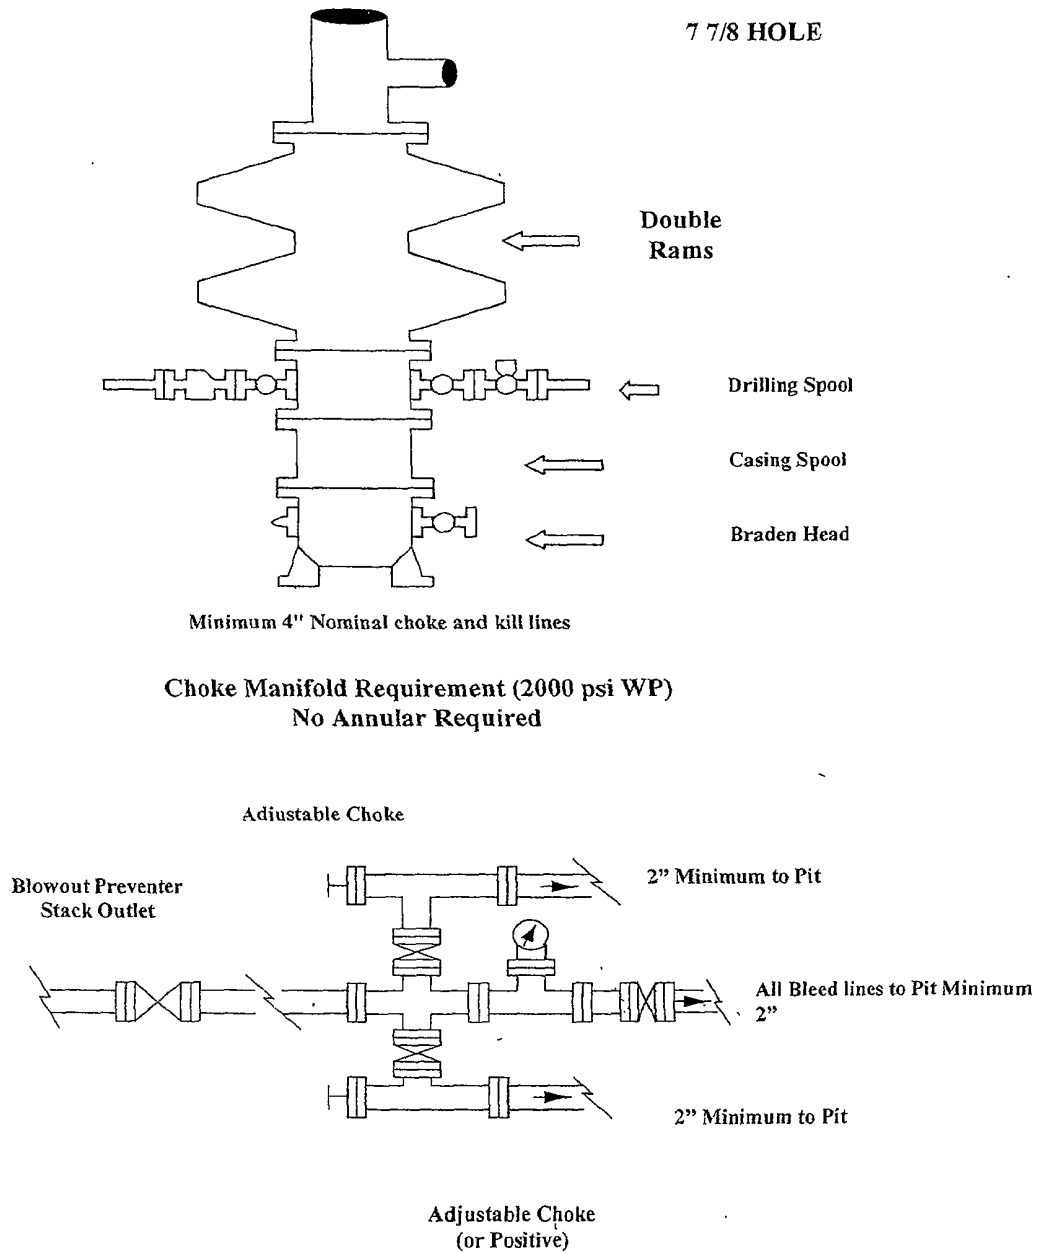 7 7/8 HOLE
Double
Rams
Drilling Spool
Casing Spool
Braden Head
Minimum 4" Nominal choke and kill lines
Choke Manifold Requirement (2000 psi WP)
No Annular Required
Adjustable Choke
Blowout Preventer
Stack Outlet
2” Minimum to Pit
All Bleed lines to Pit Minimum
2”
2” Minimum to Pit
Adjustable Choke
(or Positive)